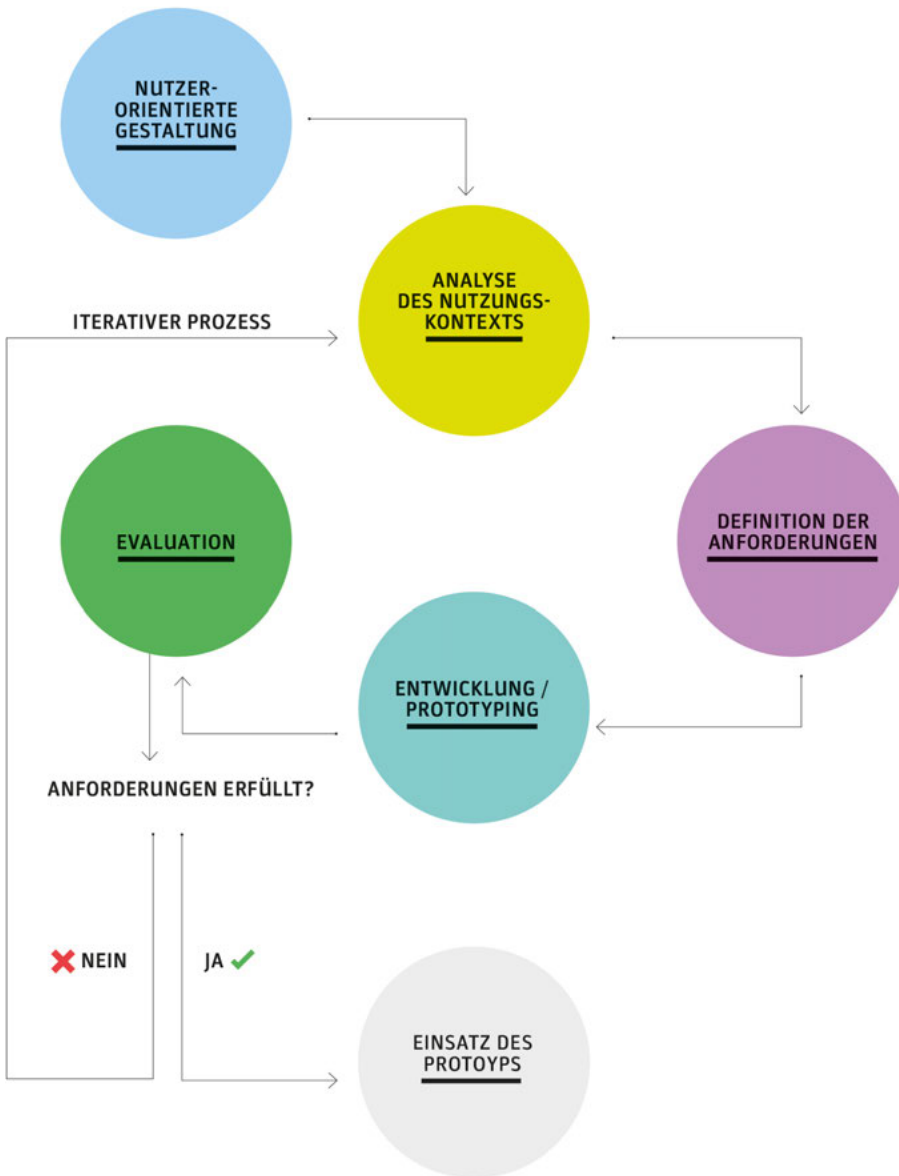 NUTZER-
ORIENTIERTE
GESTALTUNG
ANALYSE
DES NUTZUNGS-
KONTEXTS
ITERATIVER PROZESS
DEFINITION DER
ANFORDERUNGEN
EVALUATION
ENTWICKLUNG /
PROTOTYPING
ANFORDERUNGEN ERFÜLLT?
NEIN
JA
EINSATZ DES
PROTOYPS